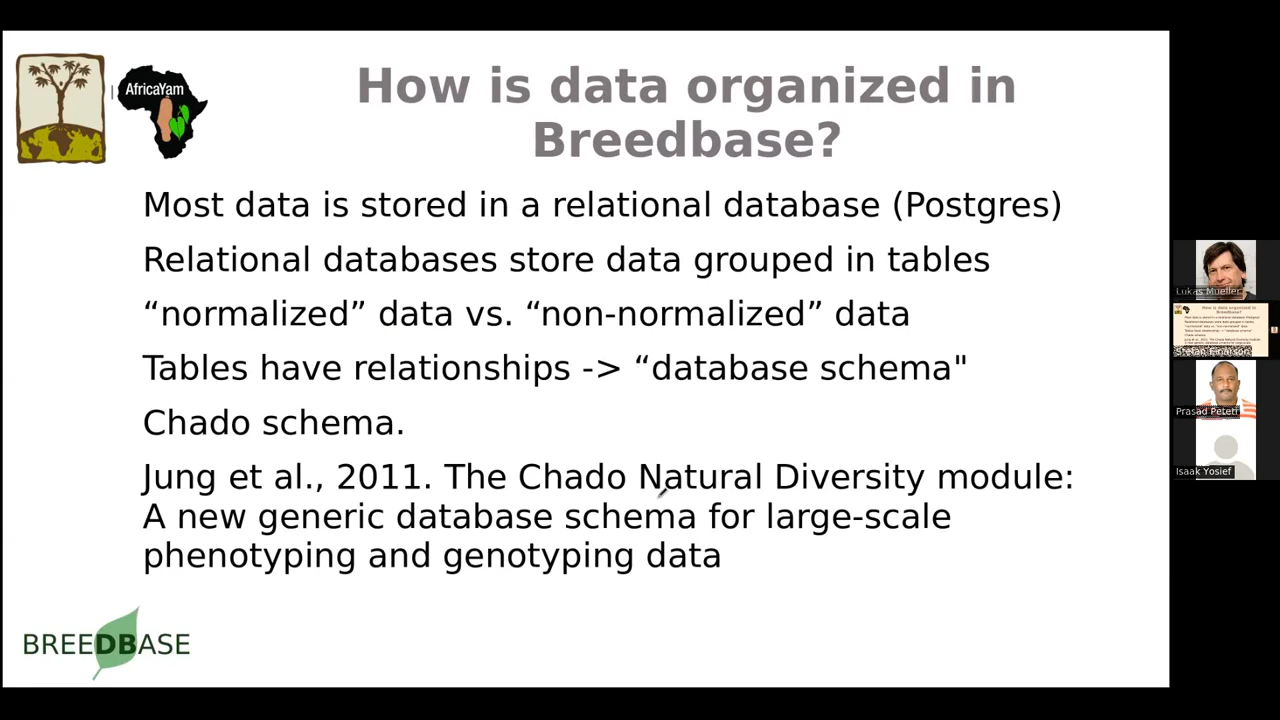 AfricaYam
How is data organized in
Breedbase?
Most data is stored in a relational database (Postgres)
Relational databases store data grouped in tables
“normalized” data vs. “non-normalized” data
Tables have relationships -> “database schema"
Chado schema.
Jung et al., 2011. The Chado Natural Diversity module:
A new generic database schema for large-scale
phenotyping and genotyping data
BREEDBASE
Lukas Mueller
Prasad Peteti
Isaak Yosief